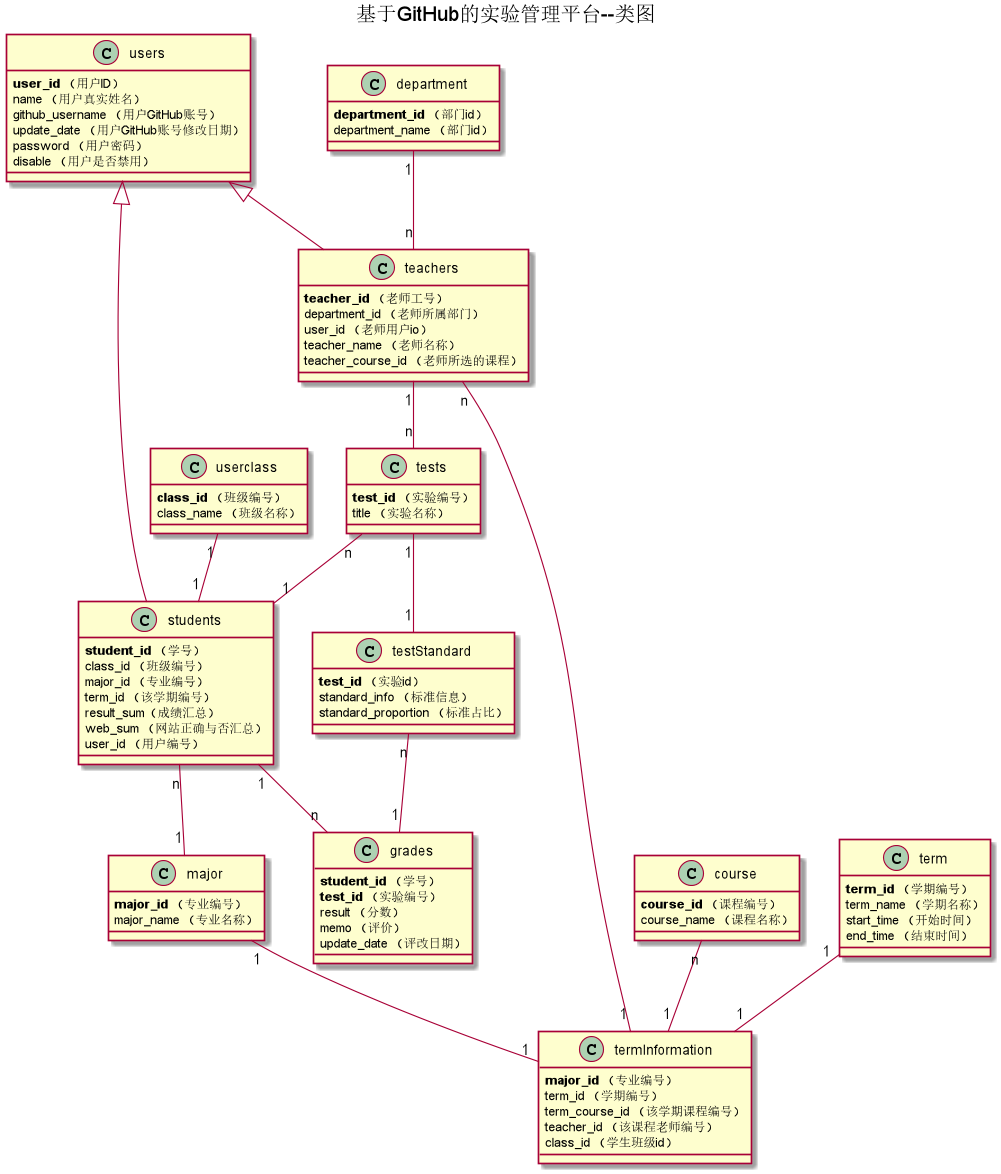 基于GitHub的实验管理平台--类图
C users
user_id （用户ID）
name （用户真实姓名）
github_username （用户GitHub账号）
update_date （用户GitHub账号修改日期）
password （用户密码）
disable （用户是否禁用）
C department
department_id （部门id）
department_name （部门id）
1
n
C teachers
teacher_id （老师工号）
department_id （老师所属部门）
user_id （老师用户io）
teacher_name （老师名称）
teacher_course_id （老师所选的课程）
1
n
n
C userclass
class_id （班级编号）
class_name （班级名称）
C tests
test_id （实验编号）
title （实验名称）
1
n
1
1
1
1
C students
student_id （学号）
class_id （班级编号）
major_id （专业编号）
term_id （该学期编号）
result_sum（成绩汇总）
web_sum（网站正确与否汇总）
user_id （用户编号）
C testStandard
test_id （实验id）
standard_info （标准信息）
standard_proportion （标准占比）
n
1
n
1
n
1
C major
major_id （专业编号）
major_name （专业名称）
C grades
student_id （学号）
test_id （实验编号）
result （分数）
memo （评价）
update_date （评改日期）
C course
course_id （课程编号）
course_name （课程名称）
C term
term_id （学期编号）
term_name （学期名称）
start_time （开始时间）
end_time （结束时间）
1
n
1
1
1
1
1
C termInformation
major_id （专业编号）
term_id （学期编号）
term_course_id （该学期课程编号）
teacher_id （该课程老师编号）
class_id （学生班级id）